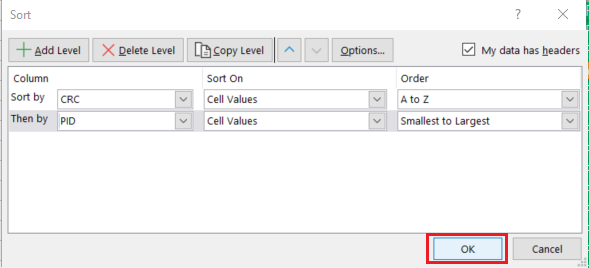 Sort ?
Add Level Delete Level Copy Level Options... My data has headers
Column Sort On Order
Sort by CRC Cell Values A to Z
Then by PID Cell Values Smallest to Largest
OK Cancel